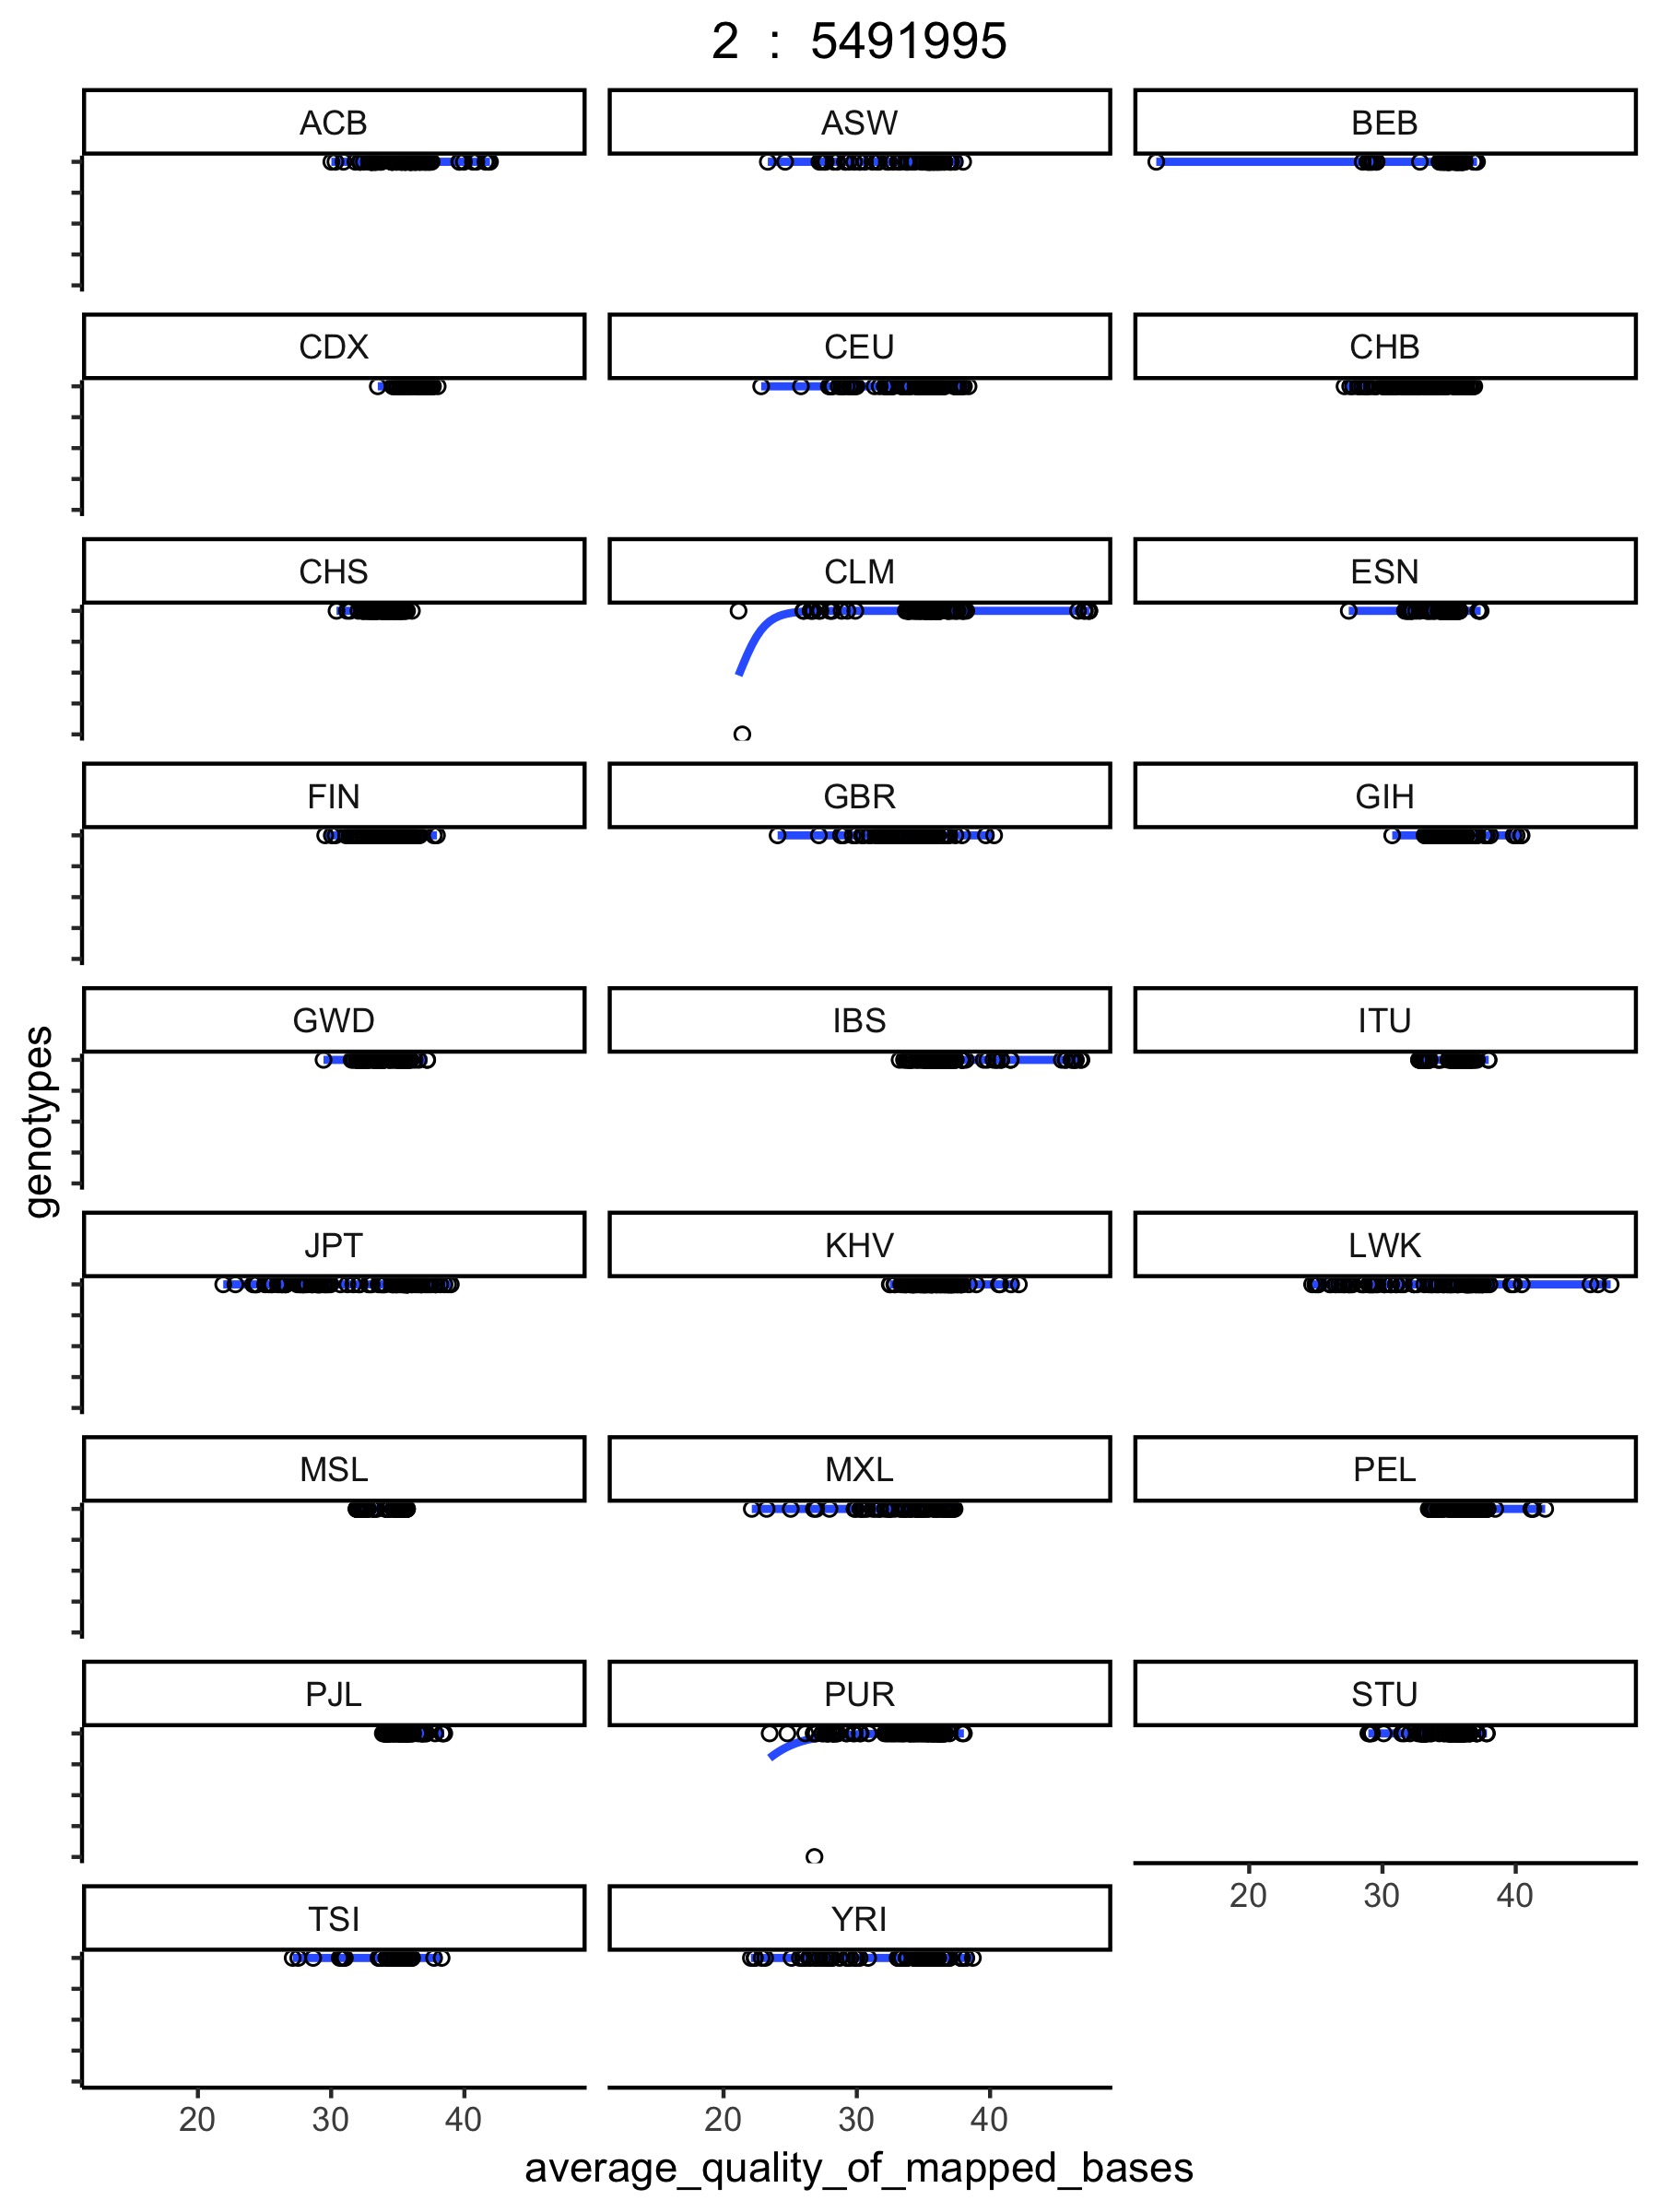 2 : 5491995
ACB
ASW
BEB
CDX
CEU
CHB
CHS
CLM
ESN
FIN
GBR
GIH
GWD
IBS
ITU
JPT
KHV
LWK
MSL
MXL
PEL
PJL
PUR
STU
20 30 40
TSI
YRI
20 30 40
20 30 40
average_quality_of_mapped_bases
genotypes